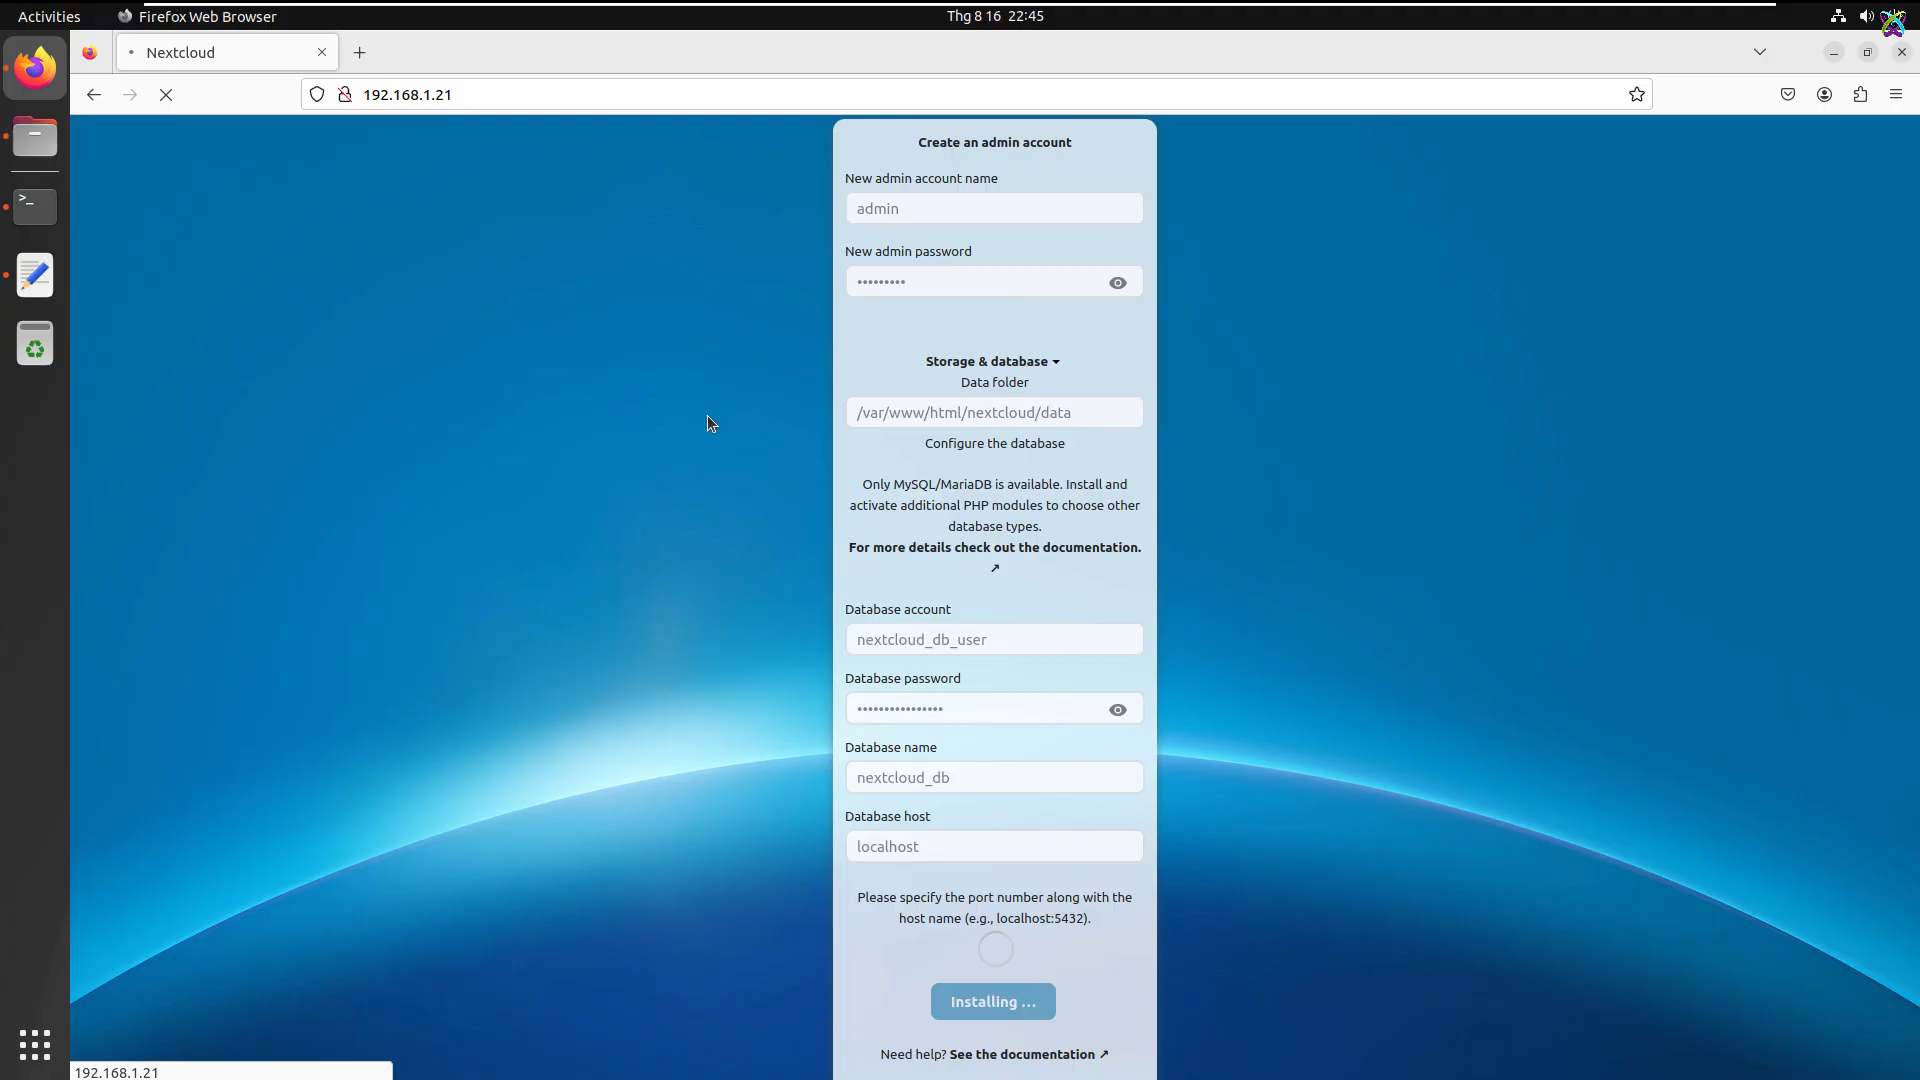 Activities
Firefox Web Browser
Thg 8 16 22:45
Nextcloud
192.168.1.21
Create an admin account
New admin account name
admin
New admin password
•••••••••
Storage & database
Data folder
/var/www/html/nextcloud/data
Configure the database
Only MySQL/MariaDB is available. Install and
activate additional PHP modules to choose other
database types.
For more details check out the documentation.
↗
Database account
nextcloud_db_user
Database password
••••••••••••••••
Database name
nextcloud_db
Database host
localhost
Please specify the port number along with the
host name (e.g., localhost:5432).
Installing ...
Need help? See the documentation ↗
192.168.1.21